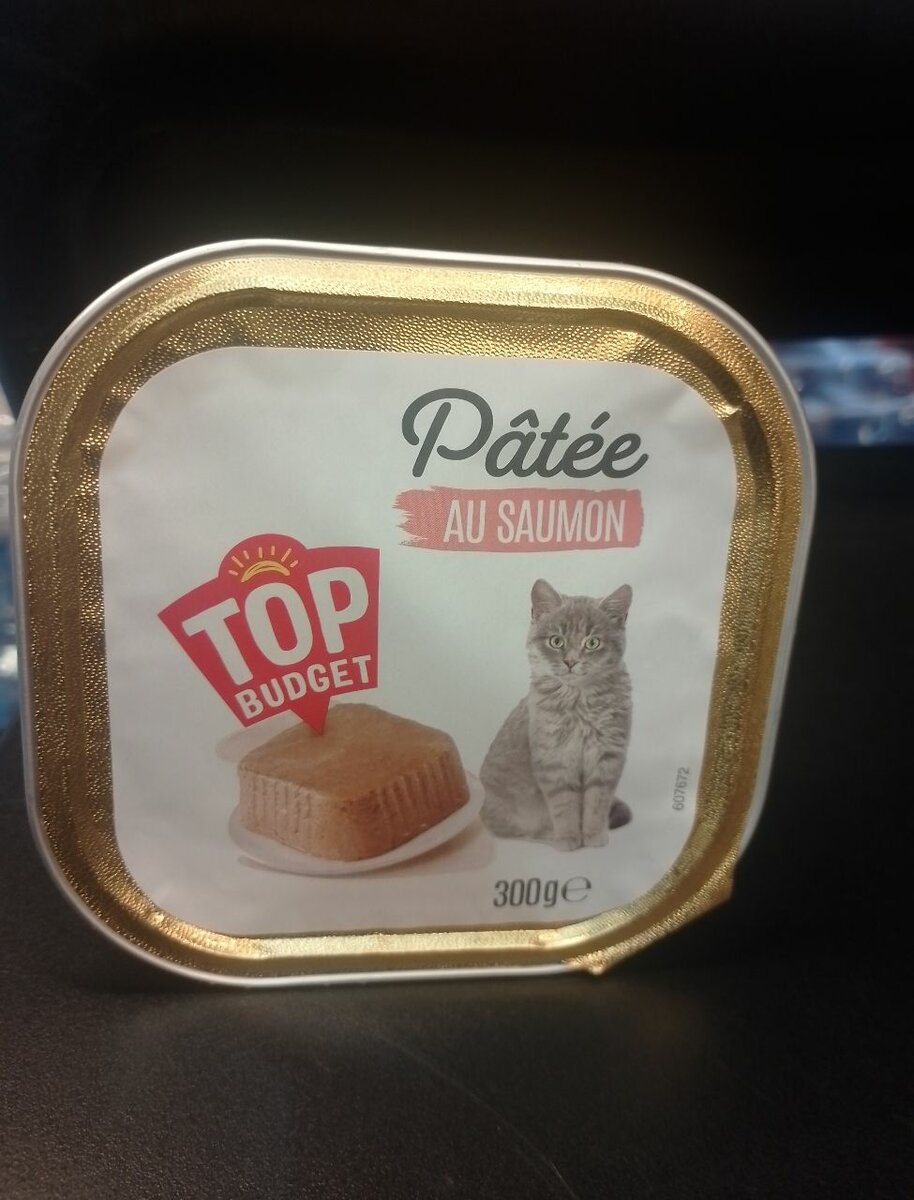 Pâtée
AU SAUMON
TOP
BUDGET
607672
300g℮